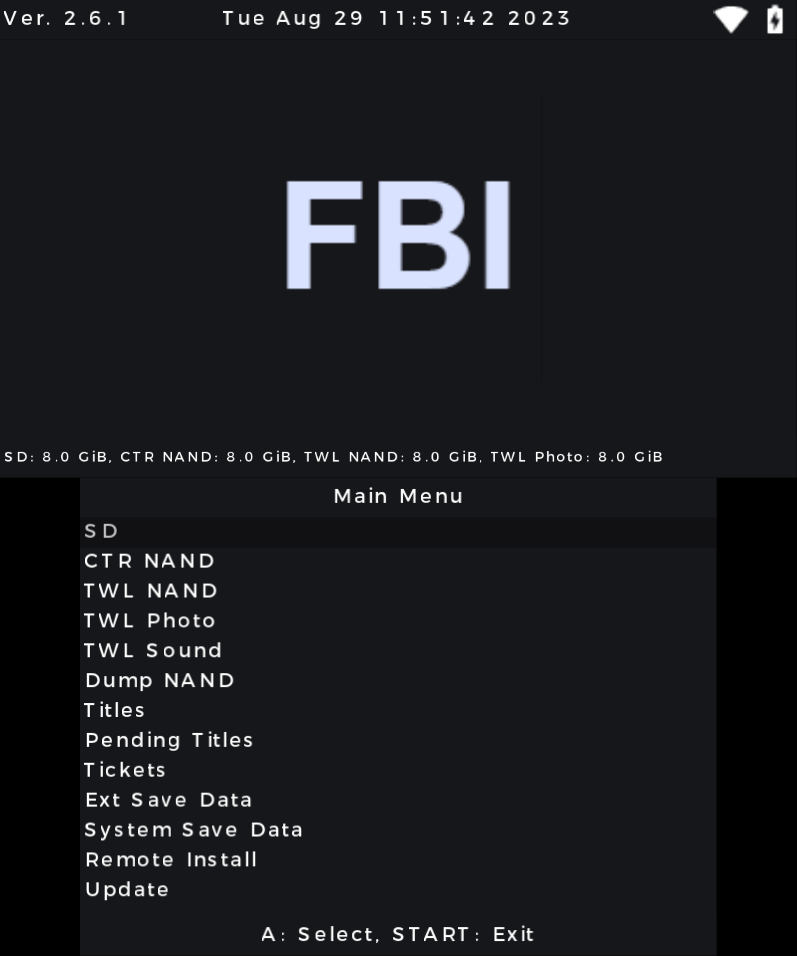 Ver. 2.6.1 Tue Aug 29 11:51:42 2023
FBI
SD: 8.0 GiB, CTR NAND: 8.0 GiB, TWL NAND: 8.0 GiB, TWL Photo: 8.0 GiB
Main Menu
SD
CTR NAND
TWL NAND
TWL Photo
TWL Sound
Dump NAND
Titles
Pending Titles
Tickets
Ext Save Data
System Save Data
Remote Install
Update
A: Select, START: Exit